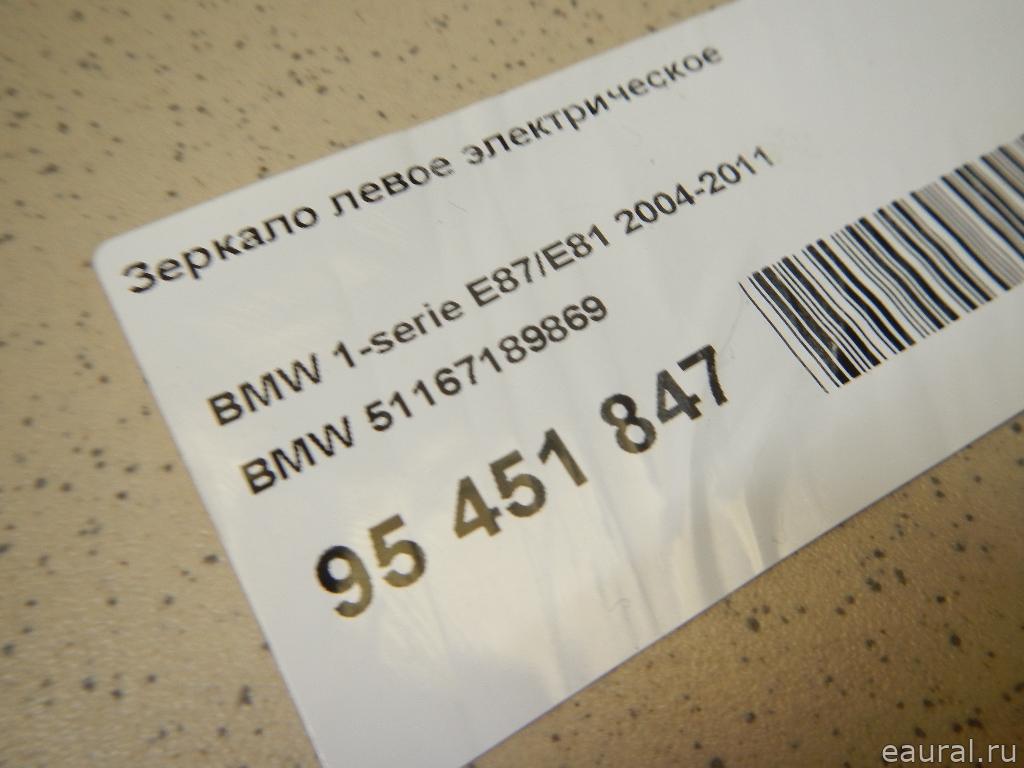 Зеркало левое электрическое
BMW 1-serie E87/E81 2004-2011
BMW 51167189869
95 451 847
eaural.ru